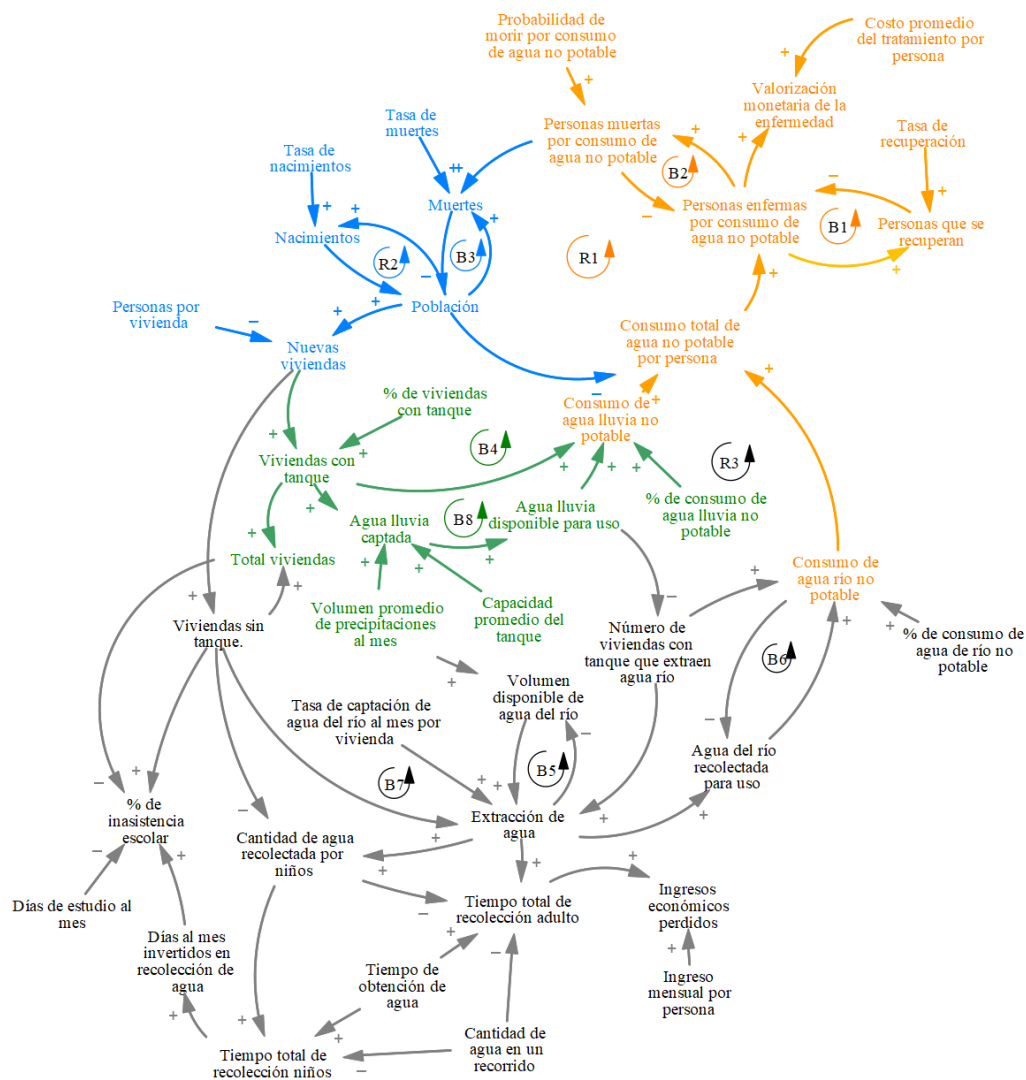 Probabilidad de
morir por consumo
de agua no potable
Costo promedio
del tratamiento por
persona
+
+
Valorización
monetaria de la
enfermedad
Tasa de
muertes
Personas muertas
por consumo de
agua no potable
Tasa de
recuperación
Tasa de
nacimientos
+
+
++
B2
−
+
+
+
−
Muertes
Personas enfermas
por consumo de
agua no potable
B1
Personas que se
recuperan
+
Nacimientos
R2
B3
R1
+
−
Personas por
vivienda
+
+
Población
Consumo total de
agua no potable
por persona
+
−
Nuevas
viviendas
% de viviendas
con tanque
−
+
+
Consumo de
agua lluvia no
potable
+
+
B4
R3
Viviendas con
tanque
+
+
+
% de consumo de
agua lluvia no
potable
+
+
Agua lluvia
captada
B8
Agua lluvia
disponible para uso
Total viviendas
+
+
+
+
Consumo de
agua río no
potable
+
Volumen promedio
de precipitaciones
al mes
Capacidad
promedio del
tanque
−
+
Viviendas sin
tanque.
Número de
viviendas con
tanque que extraen
agua río
+
+
% de consumo de
agua de río no
potable
B6
+
Volumen
disponible de
agua del río
Tasa de captación de
agua del río al mes por
vivienda
−
−
Agua del río
recolectada
para uso
B7
B5
−
+
+
+
% de
inasistencia
escolar
−
+
Extracción de
agua
+
+
Cantidad de agua
recolectada por
niños
+
−
+
+
+
+
Días de estudio al
mes
−
Tiempo total de
recolección adulto
Ingresos
económicos
perdidos
Días al mes
invertidos en
recolección de
agua
+
−
+
Tiempo de
obtención de
agua
Ingreso
mensual por
persona
+
+
+
Tiempo total de
recolección niños
−
Cantidad de
agua en un
recorrido